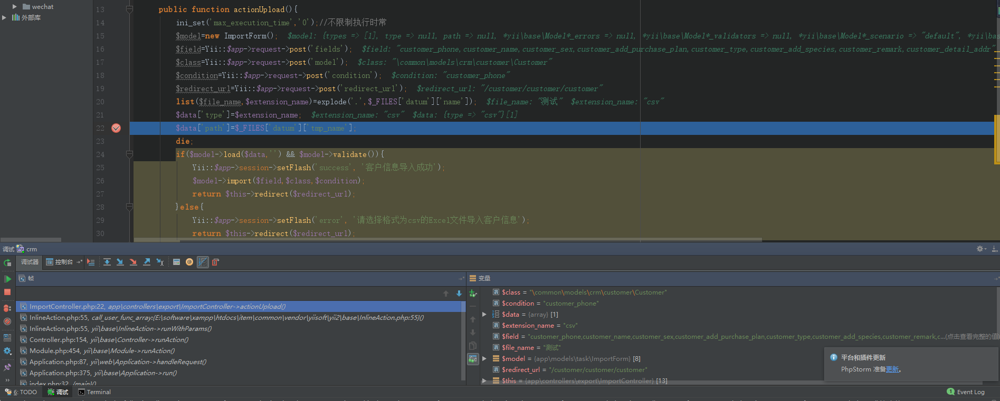 wechat
外部库
13 public function actionUpload(){
14 ini_set('max_execution_time','0');//不限制执行时常
15 $model=new ImportForm(); $model: {types => [1], type => null, path => null, *yii\base\Model*_errors => null, *yii\base\Model*_validators => null, *yii\base\Model*_scenario => "default", *yii\bas
16 $field=Yii::$app->request->post('fields'); $field: "customer_phone,customer_name,customer_sex,customer_add_purchase_plan,customer_type,customer_add_species,customer_remark,customer_detail_addr"
17 $class=Yii::$app->request->post('model'); $class: "\common\models\crm\customer\Customer"
18 $condition=Yii::$app->request->post('condition'); $condition: "customer_phone"
19 $redirect_url=Yii::$app->request->post('redirect_url'); $redirect_url: "/customer/customer/customer"
20 list($file_name,$extension_name)=explode('.',$_FILES['datum']['name']); $file_name: "测试" $extension_name: "csv"
21 $data['type']=$extension_name; $extension_name: "csv" $data: {type => "csv"}[1]
22 $data['path']=$_FILES['datum']['tmp_name'];
23 die;
24 if($model->load($data,'') && $model->validate()){
25 Yii::$app->session->setFlash('success', '客户信息导入成功');
26 $model->import($field,$class,$condition);
27 return $this->redirect($redirect_url);
28 }else{
29 Yii::$app->session->setFlash('error', '请选择格式为csv的Excel文件导入客户信息');
30 return $this->redirect($redirect_url);
调试 crm
调试器 控制台
帧
ImportController.php:22, app\controllers\export\ImportController->actionUpload()
InlineAction.php:55, call_user_func_array:{E:\software\xampp\htdocs\item\common\vendor\yiisoft\yii2\base\InlineAction.php:55}()
InlineAction.php:55, yii\base\InlineAction->runWithParams()
Controller.php:154, yii\base\Controller->runAction()
Module.php:454, yii\base\Module->runAction()
Application.php:87, yii\web\Application->handleRequest()
Application.php:375, yii\base\Application->run()
index.php:32, {main}()
变量
$class = "\common\models\crm\customer\Customer"
$condition = "customer_phone"
$data = {array} [1]
$extension_name = "csv"
$field = "customer_phone,customer_name,customer_sex,customer_add_purchase_plan,customer_type,customer_add_species,customer_remark,c...(点击查看完整的值)
$file_name = "测试"
$model = {app\models\task\ImportForm} [8]
$redirect_url = "/customer/customer/customer"
$this = {app\controllers\export\ImportController} [13]
平台和插件更新
PhpStorm 准备更新。
6: TODO 调试 Terminal
1 Event Log